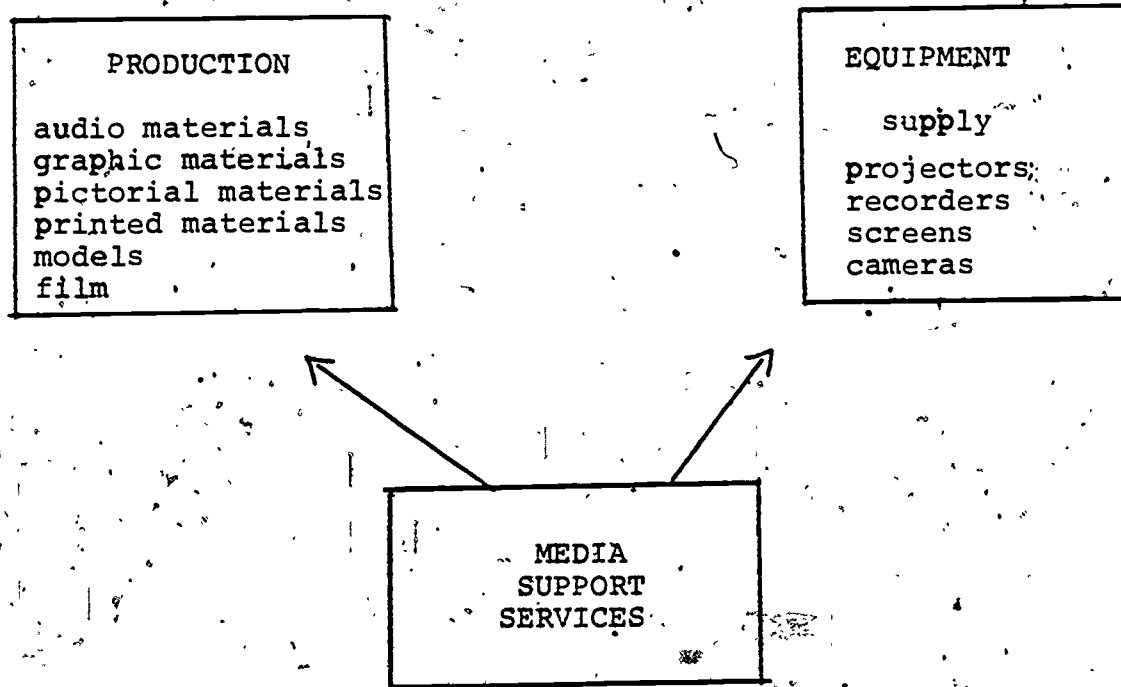 PRODUCTION
audio materials
graphic materials
pictorial materials
printed materials
models
film
EQUIPMENT
supply
projectors
recorders
screens
cameras
MEDIA
SUPPORT
SERVICES